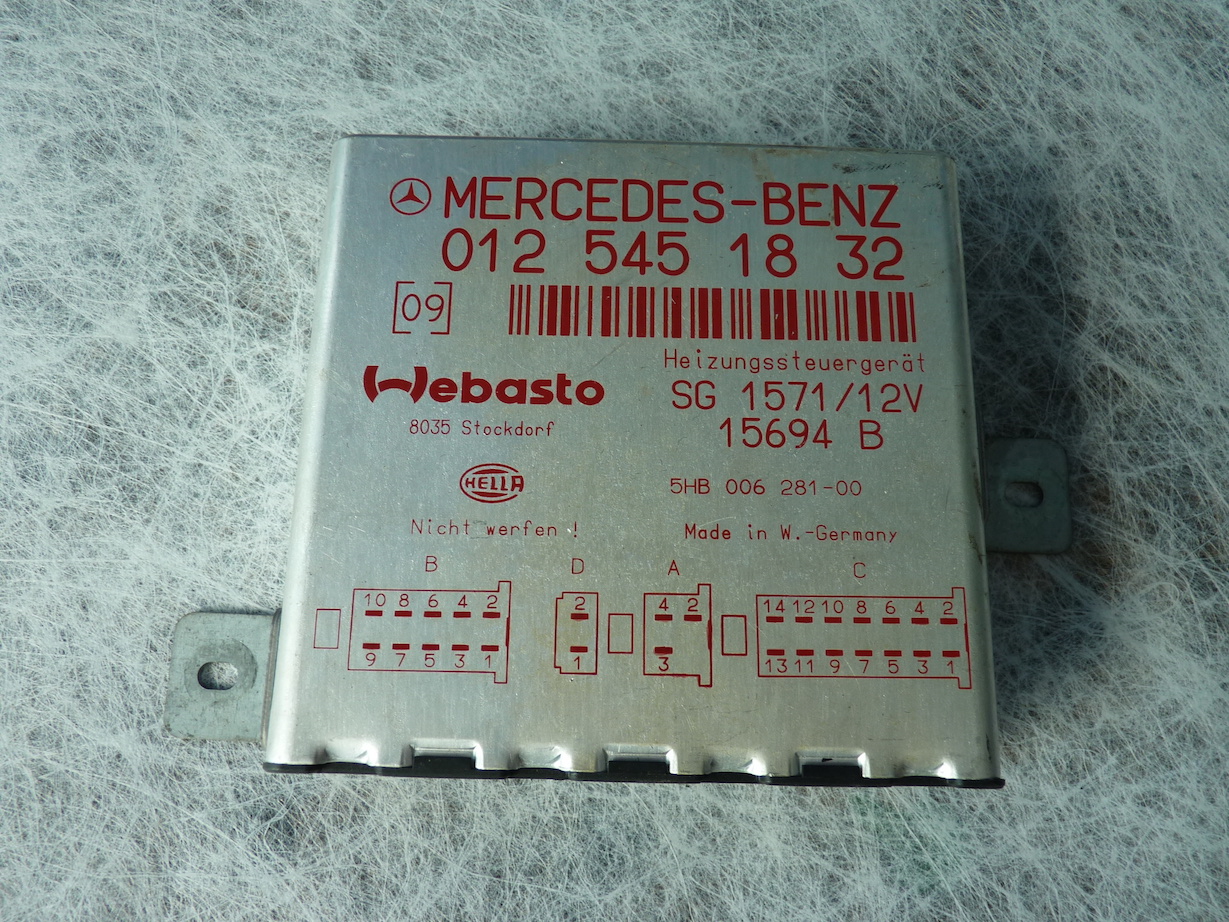 MERCEDES-BENZ
012 545 18 32
[09]
Heizungssteuergerät
Webasto
SG 1571/12V
8035 Stockdorf
15694 B
HELLA
5HB 006 281-00
Nicht werfen !
Made in W.-Germany
B D A C
10 8 6 4 2 2 4 2 14 12 10 8 6 4 2
9 7 5 3 1 1 3 13 11 9 7 5 3 1